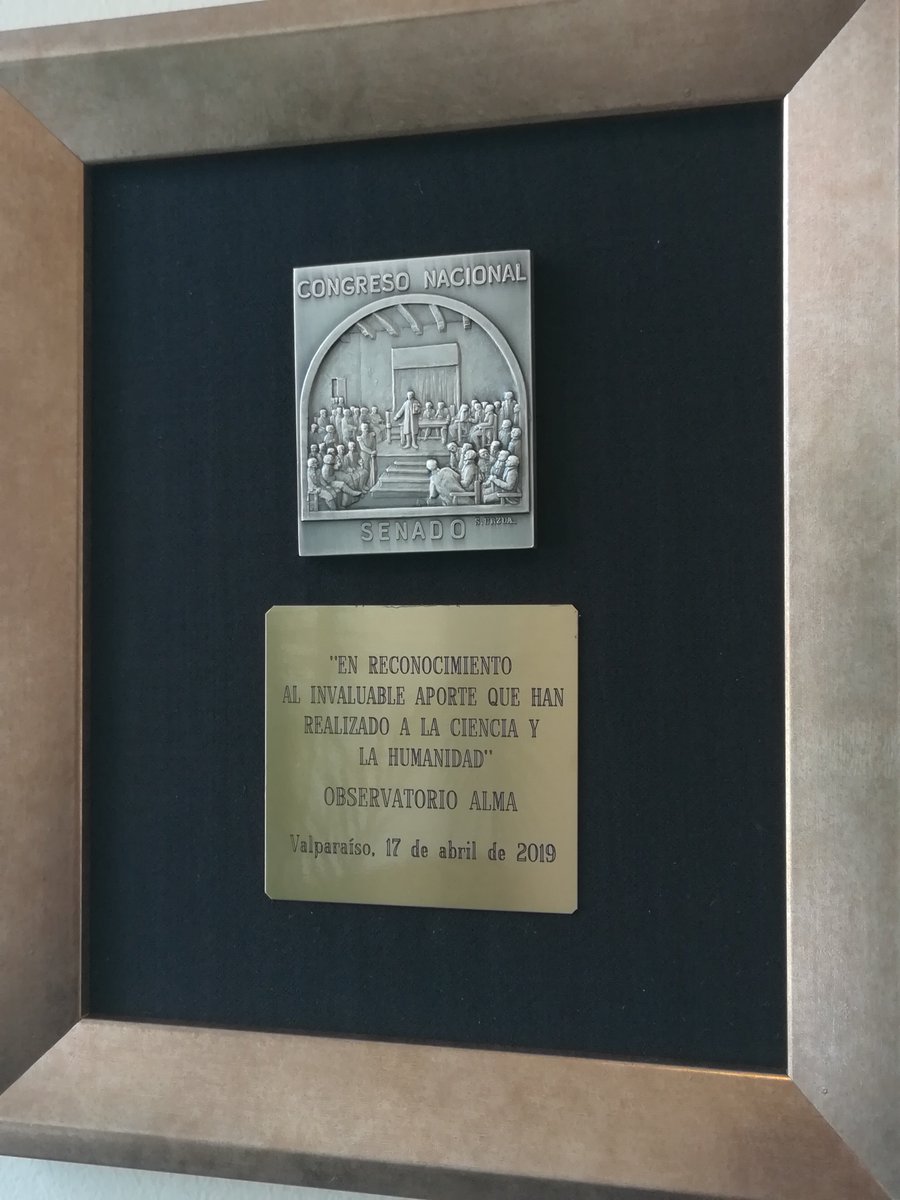 CONGRESO NACIONAL
SENADO
"EN RECONOCIMIENTO
AL INVALUABLE APORTE QUE HAN
REALIZADO A LA CIENCIA Y
LA HUMANIDAD"
OBSERVATORIO ALMA
Valparaíso, 17 de abril de 2019